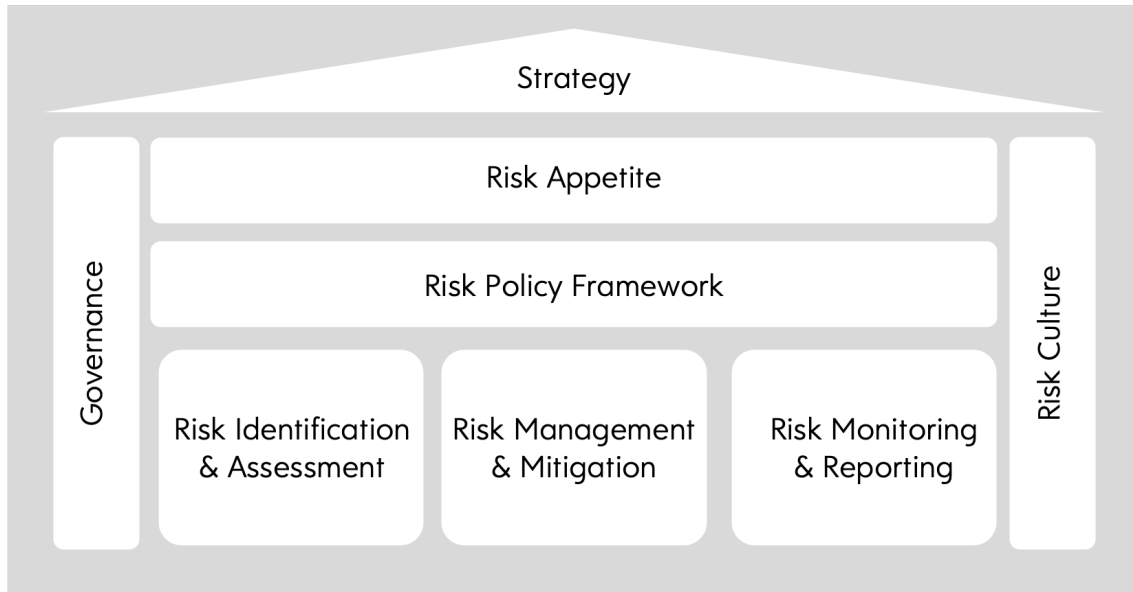 Strategy
Risk Appetite
Risk Policy Framework
Governance
Risk Identification
& Assessment
Risk Management
& Mitigation
Risk Monitoring
& Reporting
Risk Culture